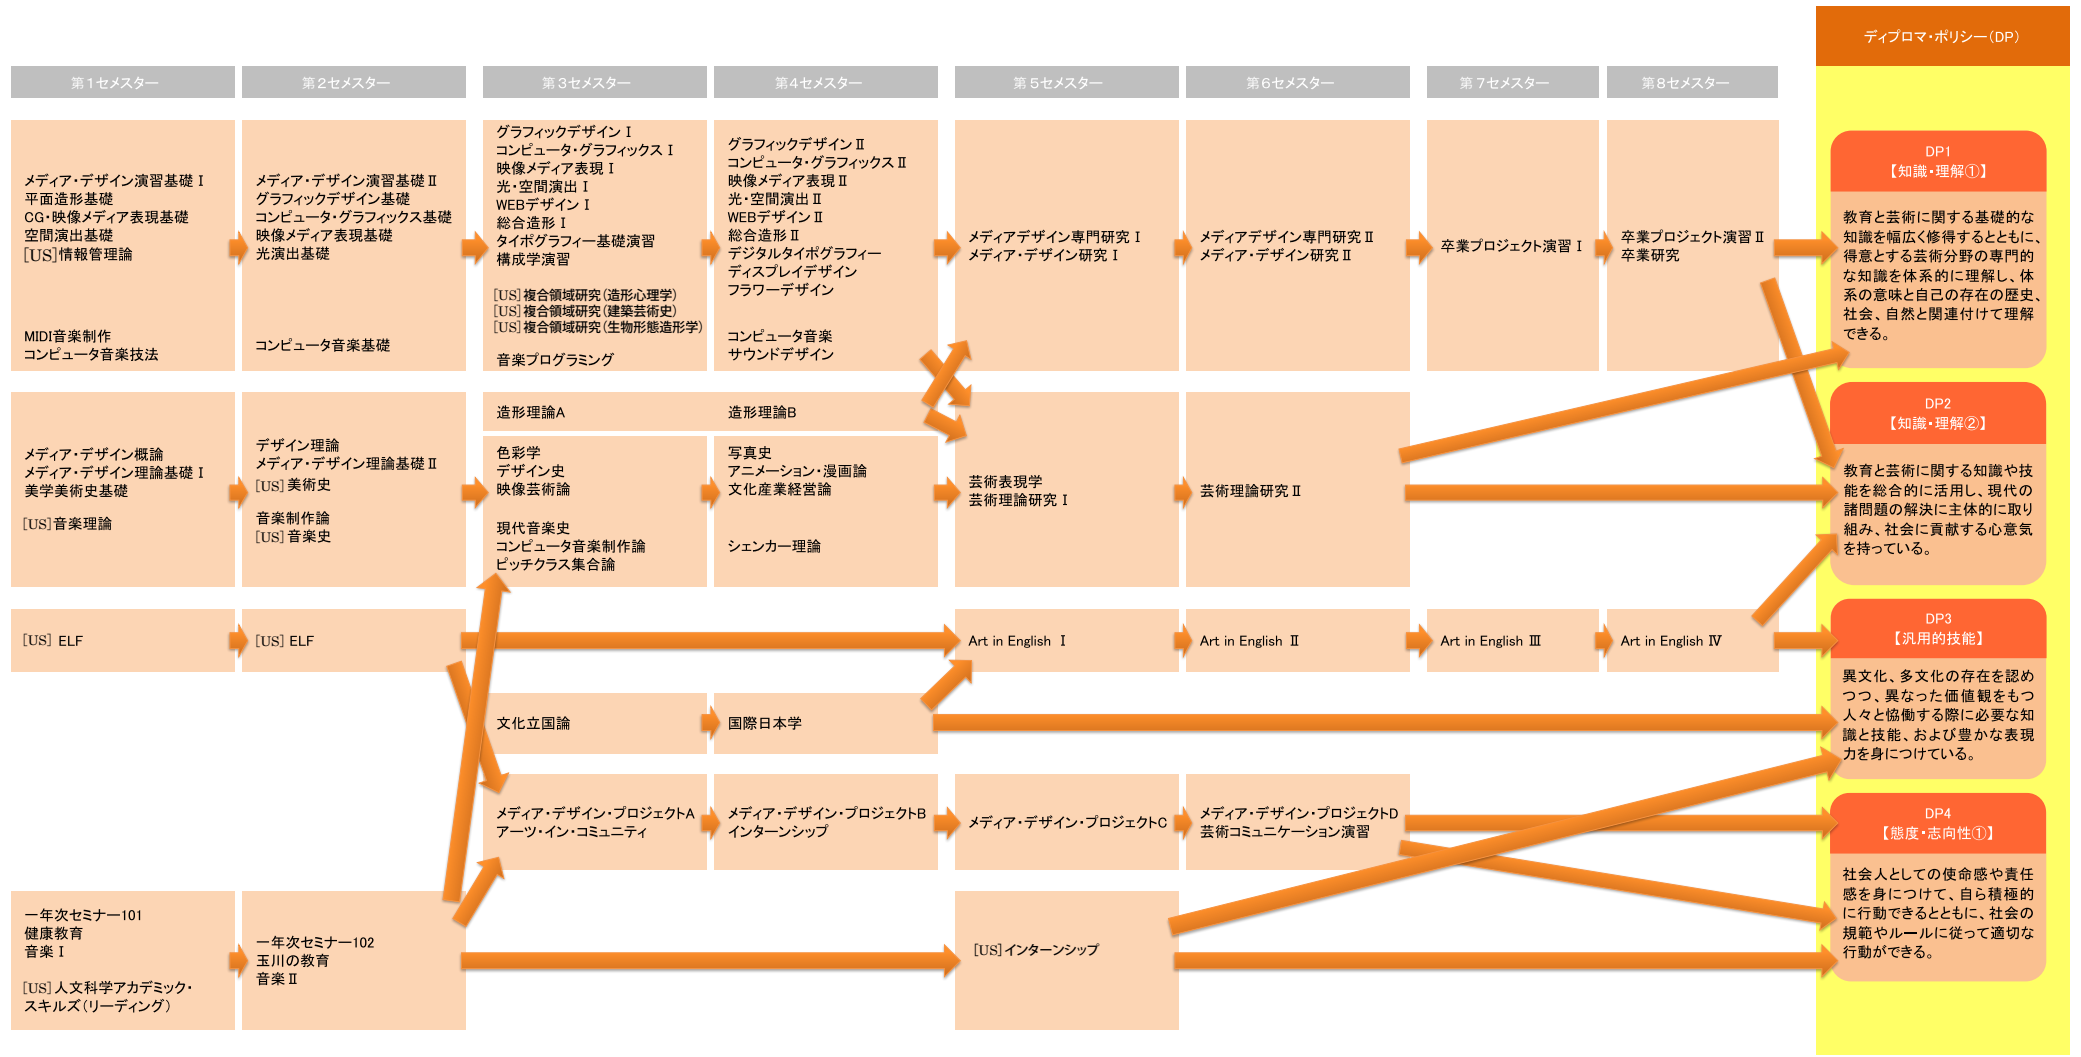 ディプロマ・ポリシー（DP）
第１セメスター
第２セメスター
第３セメスター
第４セメスター
第５セメスター
第６セメスター
第７セメスター
第８セメスター
メディア・デザイン演習基礎Ⅰ
平面造形基礎
CG・映像メディア表現基礎
空間演出基礎
［US］情報管理論
MIDI音楽制作
コンピュータ音楽技法
メディア・デザイン演習基礎Ⅱ
グラフィックデザイン基礎
コンピュータ・グラフィックス基礎
映像メディア表現基礎
光演出基礎
コンピュータ音楽基礎
グラフィックデザインⅠ
コンピュータ・グラフィックスⅠ
映像メディア表現Ⅰ
光・空間演出Ⅰ
WEBデザインⅠ
総合造形Ⅰ
タイポグラフィー基礎演習
構成学演習
［US］複合領域研究（造形心理学）
［US］複合領域研究（建築芸術史）
［US］複合領域研究（生物形態造形学）
音楽プログラミング
グラフィックデザインⅡ
コンピュータ・グラフィックスⅡ
映像メディア表現Ⅱ
光・空間演出Ⅱ
WEBデザインⅡ
総合造形Ⅱ
デジタルタイポグラフィー
ディスプレイデザイン
フラワーデザイン
コンピュータ音楽
サウンドデザイン
メディアデザイン専門研究Ⅰ
メディア・デザイン研究Ⅰ
メディアデザイン専門研究Ⅱ
メディア・デザイン研究Ⅱ
卒業プロジェクト演習Ⅰ
卒業プロジェクト演習Ⅱ
卒業研究
DP1
【知識・理解①】
教育と芸術に関する基礎的な
知識を幅広く修得するとともに、
得意とする芸術分野の専門的
な知識を体系的に理解し、体
系の意味と自己の存在の歴史、
社会、自然と関連付けて理解
できる。
メディア・デザイン概論
メディア・デザイン理論基礎Ⅰ
美学美術史基礎
［US］音楽理論
デザイン理論
メディア・デザイン理論基礎Ⅱ
［US］美術史
音楽制作論
［US］音楽史
造形理論A
造形理論B
色彩学
デザイン史
映像芸術論
現代音楽史
コンピュータ音楽制作論
ピッチクラス集合論
写真史
アニメーション・漫画論
文化産業経営論
シェンカー理論
芸術表現学
芸術理論研究Ⅰ
芸術理論研究Ⅱ
DP2
【知識・理解②】
教育と芸術に関する知識や技
能を総合的に活用し、現代の
諸問題の解決に主体的に取り
組み、社会に貢献する心意気
を持っている。
［US］ ELF
［US］ ELF
Art in English Ⅰ
Art in English Ⅱ
Art in English Ⅲ
Art in English Ⅳ
DP3
【汎用的技能】
異文化、多文化の存在を認め
つつ、異なった価値観をもつ
人々と恊働する際に必要な知
識と技能、および豊かな表現
力を身につけている。
文化立国論
国際日本学
メディア・デザイン・プロジェクトA
アーツ・イン・コミュニティ
メディア・デザイン・プロジェクトB
インターンシップ
メディア・デザイン・プロジェクトC
メディア・デザイン・プロジェクトD
芸術コミュニケーション演習
DP4
【態度・志向性①】
社会人としての使命感や責任
感を身につけて、自ら積極的
に行動できるとともに、社会の
規範やルールに従って適切な
行動ができる。
一年次セミナー101
健康教育
音楽Ⅰ
［US］人文科学アカデミック・
スキルズ（リーディング）
一年次セミナー102
玉川の教育
音楽Ⅱ
［US］インターンシップ